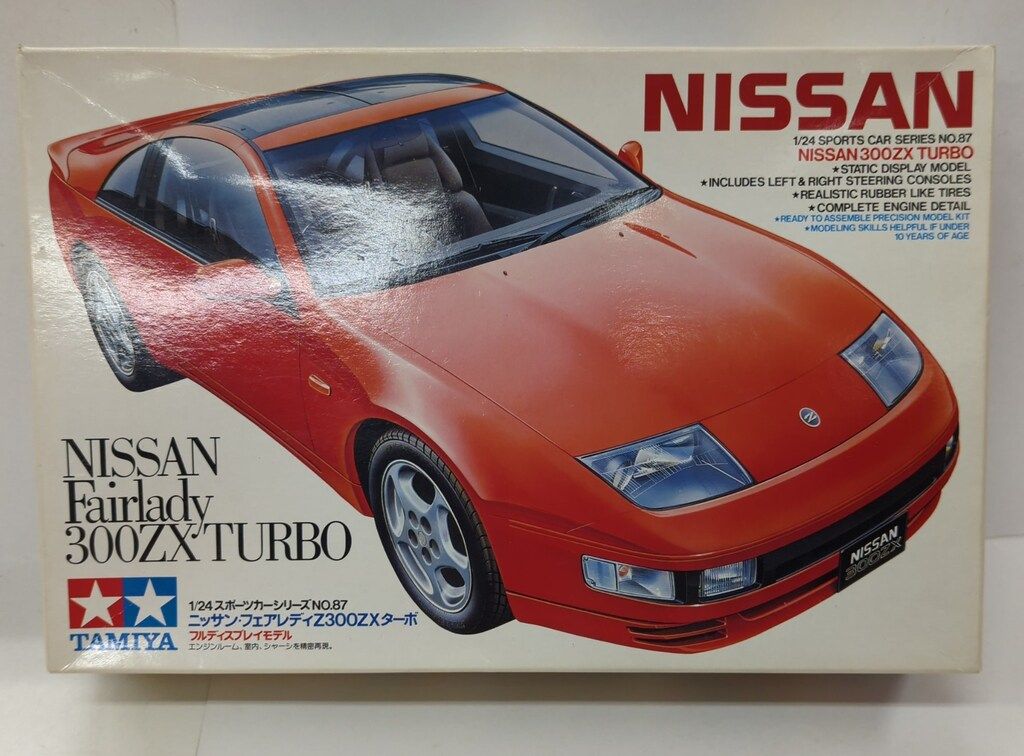 NISSAN
1/24 SPORTS CAR SERIES NO.87
NISSAN 300ZX TURBO
★STATIC DISPLAY MODEL
★INCLUDES LEFT & RIGHT STEERING CONSOLES
★REALISTIC RUBBER LIKE TIRES
★COMPLETE ENGINE DETAIL
★READY TO ASSEMBLE PRECISION MODEL KIT
★MODELING SKILLS HELPFUL IF UNDER
10 YEARS OF AGE
NISSAN
Fairlady
300ZX TURBO
NISSAN
300ZX
TAMIYA
1/24 スポーツカーシリーズNO.87
ニッサン・フェアレディZ300ZXターボ
フルディスプレイモデル
エンジンルーム、室内、シャーシを精密再現。